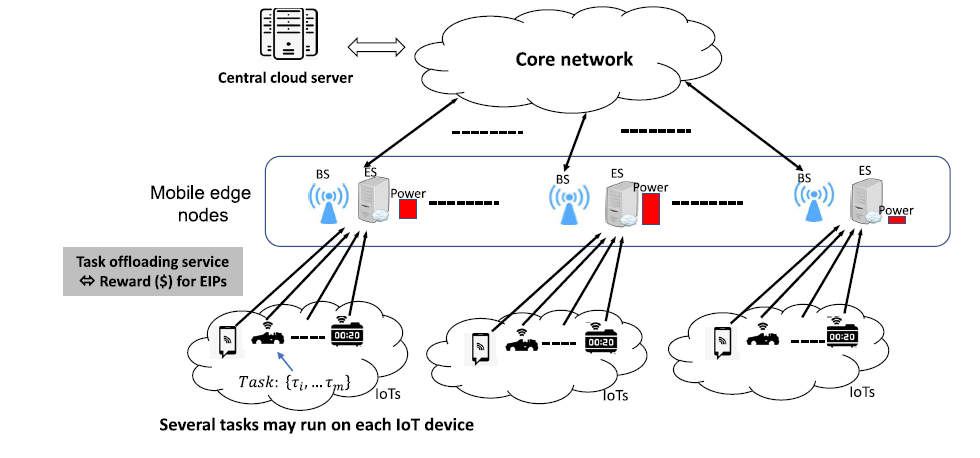 Core network
Central cloud server
Mobile edge
nodes
BS
ES
Power
BS
ES
Power
BS
ES
Power
Task offloading service
⇔ Reward ($) for EIPs
00:20
Task: {τᵢ, … τₘ}
IoTs
00:20
IoTs
00:20
IoTs
Several tasks may run on each IoT device